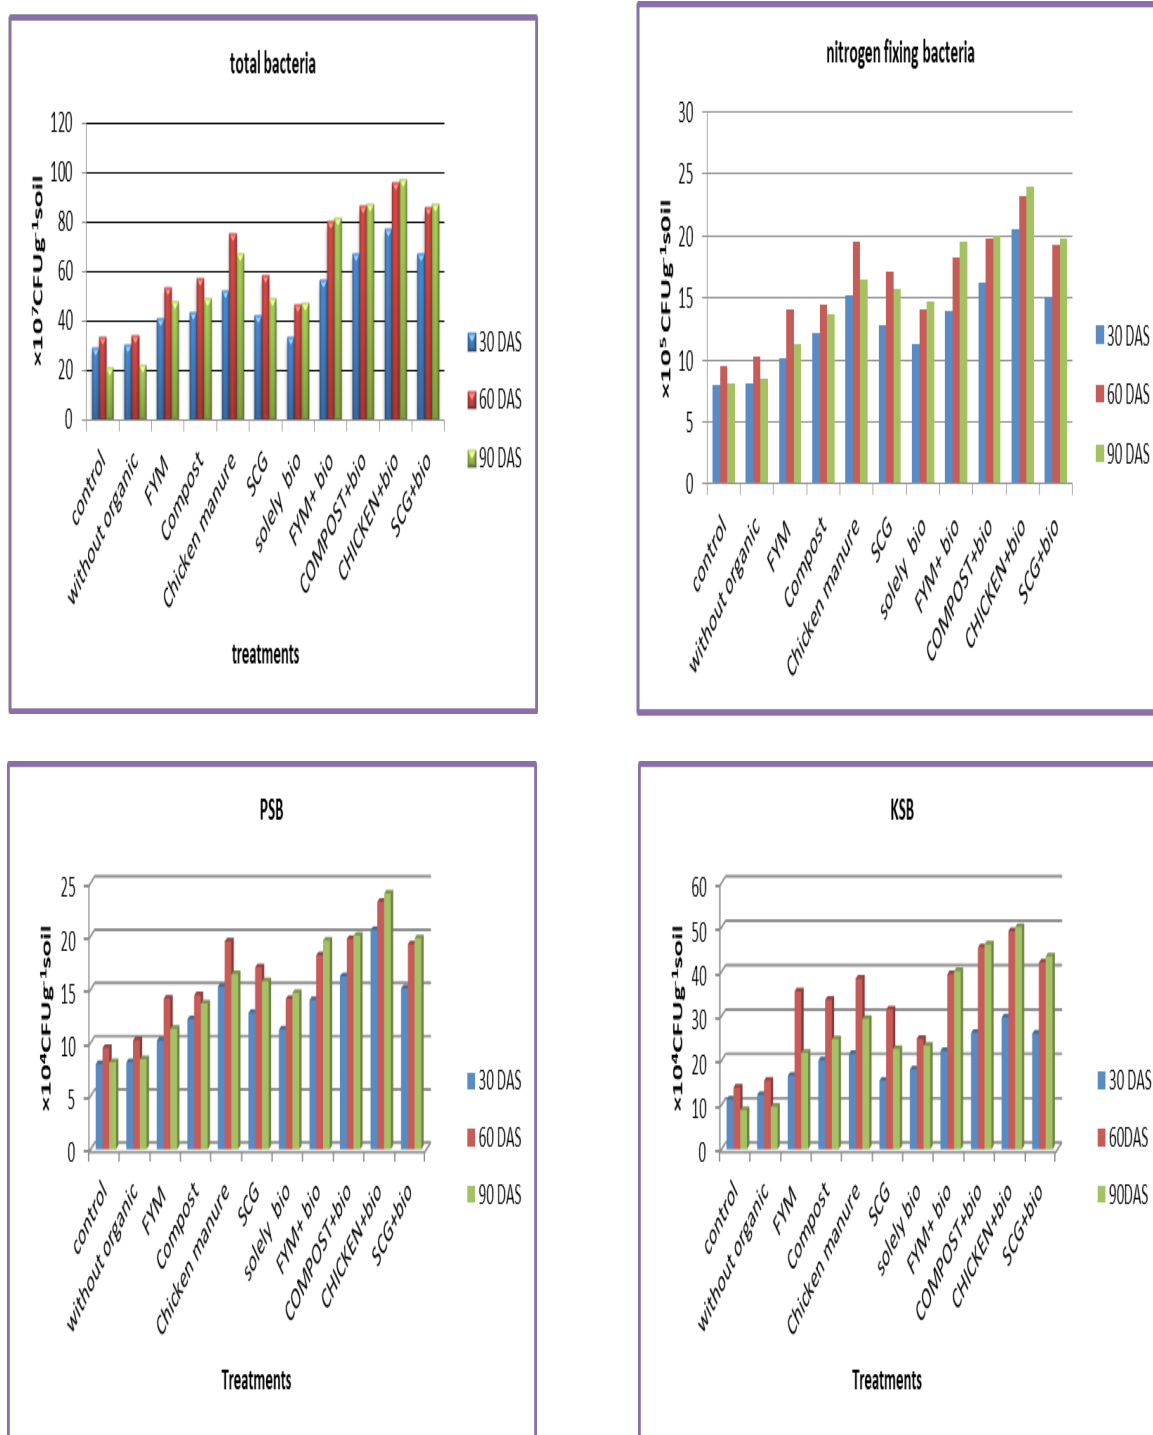 total bacteria
120
100
80
60
40
20
0
×10⁷CFUg⁻¹soil
control
without organic
FYM
Compost
Chicken manure
SCG
solely bio
FYM+ bio
COMPOST+bio
CHICKEN+bio
SCG+bio
treatments
30 DAS
60 DAS
90 DAS
nitrogen fixing bacteria
30
25
20
15
10
5
0
×10⁵ CFUg⁻¹sOil
control
without organic
FYM
Compost
Chicken manure
SCG
solely bio
FYM+ bio
COMPOST+bio
CHICKEN+bio
SCG+bio
30 DAS
60 DAS
90 DAS
PSB
25
20
15
10
5
0
×10⁴CFUg⁻¹soil
control
without organic
FYM
Compost
Chicken manure
SCG
solely bio
FYM+ bio
COMPOST+bio
CHICKEN+bio
SCG+bio
Treatments
30 DAS
60 DAS
90 DAS
KSB
60
50
40
30
20
10
0
×10⁴CFUg⁻¹soil
control
without organic
FYM
Compost
Chicken manure
SCG
solely bio
FYM+ bio
COMPOST+bio
CHICKEN+bio
SCG+bio
Treatments
30 DAS
60DAS
90DAS